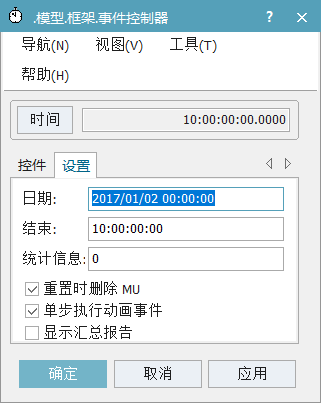 .模型.框架.事件控制器 ? ×
导航(N) 视图(V) 工具(T)
帮助(H)
时间 10:00:00:00.0000
控件 设置
日期: 2017/01/02 00:00:00
结束: 10:00:00:00
统计信息: 0
重置时删除 MU
单步执行动画事件
显示汇总报告
确定 取消 应用